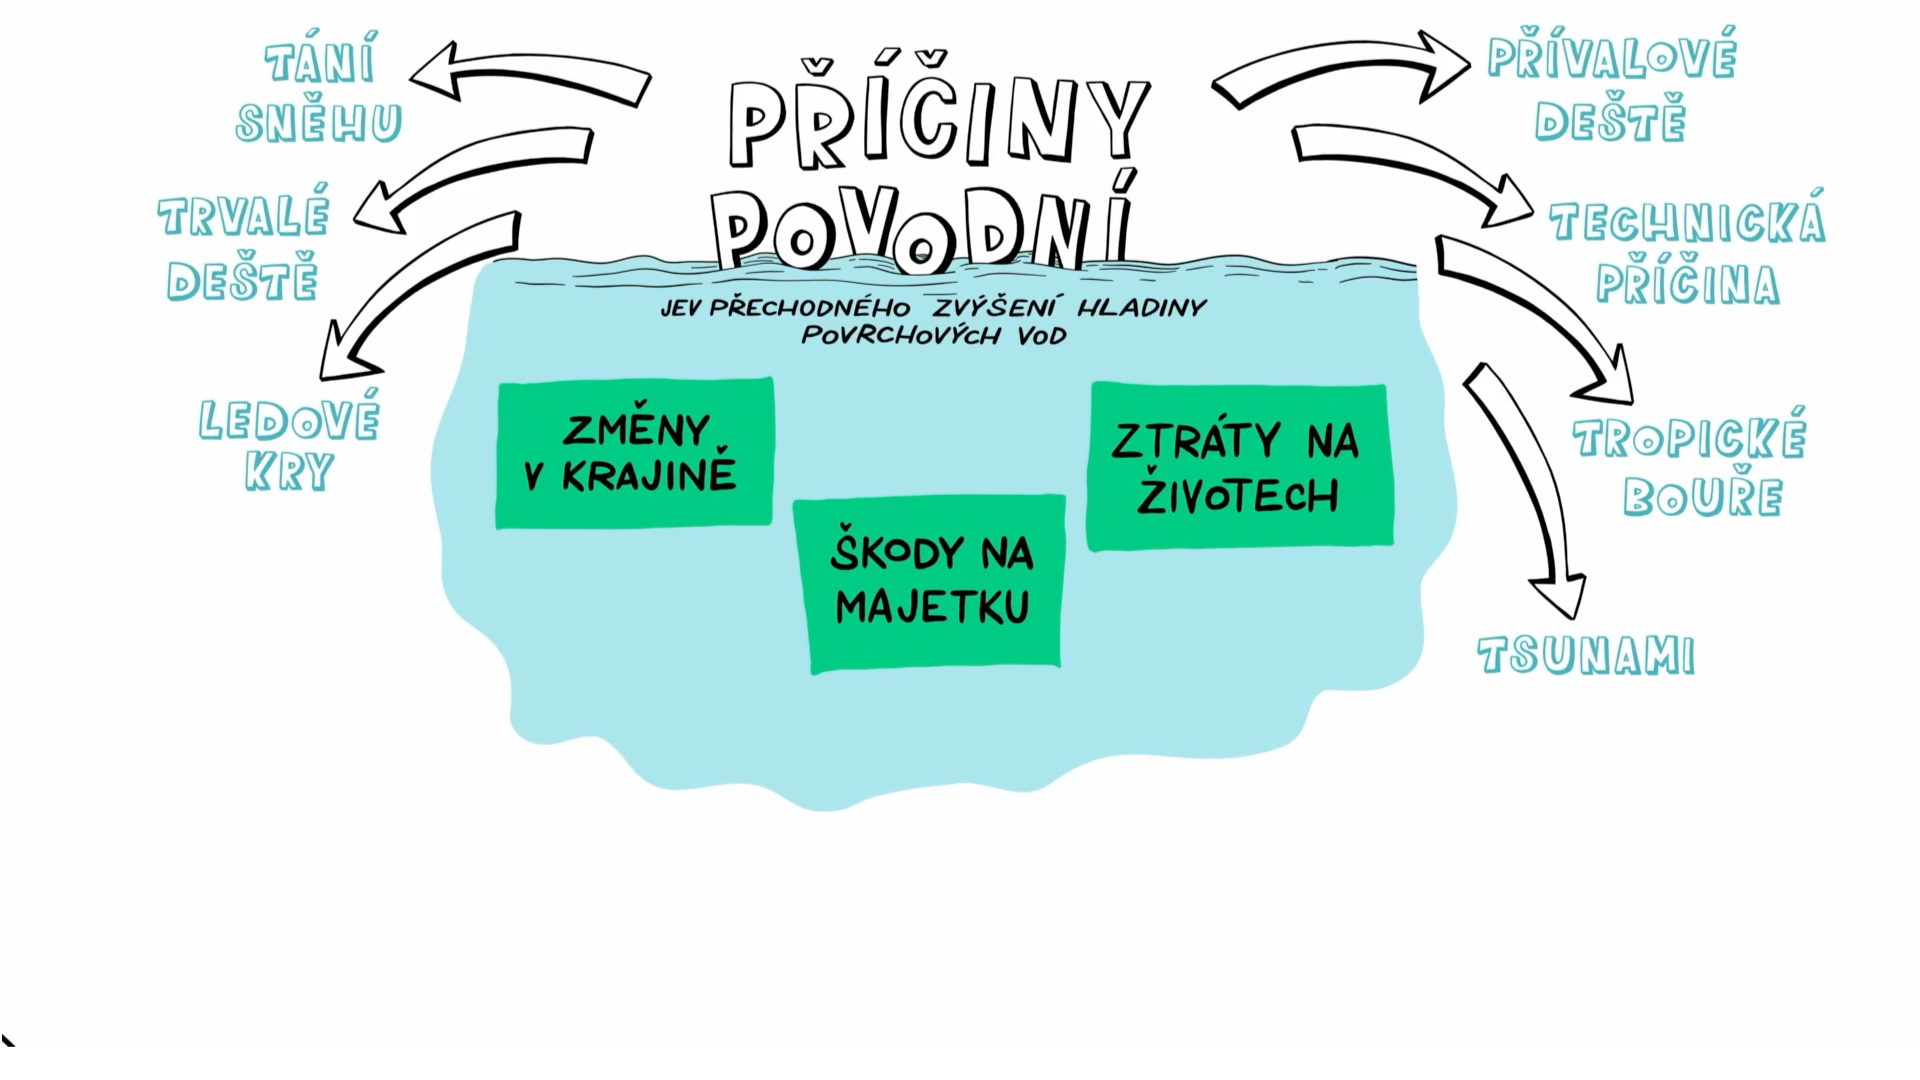 PŘÍČINY
POVODNÍ
JEV PŘECHODNÉHO ZVÝŠENÍ HLADINY
POVRCHOVÝCH VOD
TÁNÍ
SNĚHU
TRVALÉ
DEŠTĚ
LEDOVÉ
KRY
PŘÍVALOVÉ
DEŠTĚ
TECHNICKÁ
PŘÍČINA
TROPICKÉ
BOUŘE
TSUNAMI
ZMĚNY
V KRAJINĚ
ŠKODY NA
MAJETKU
ZTRÁTY NA
ŽIVOTECH